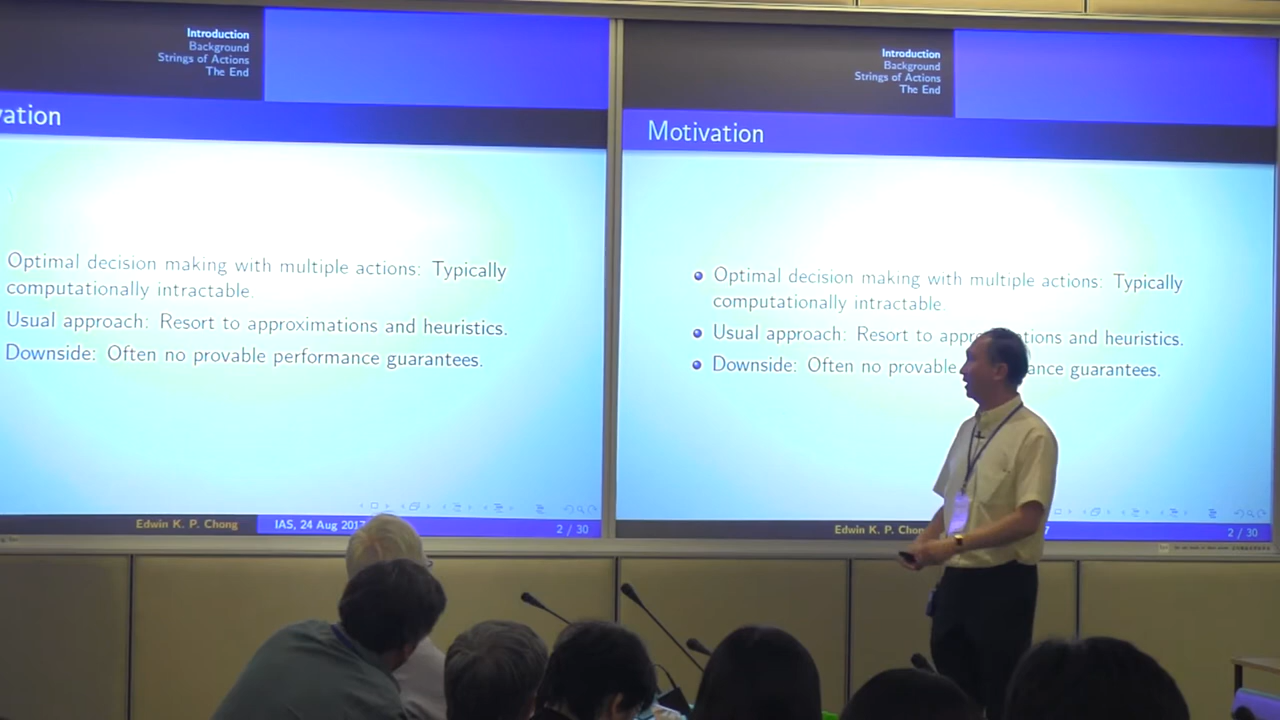 Introduction
Background
Strings of Actions
The End
vation
Optimal decision making with multiple actions: Typically
computationally intractable.
Usual approach: Resort to approximations and heuristics.
Downside: Often no provable performance guarantees.
Edwin K. P. Chong
IAS, 24 Aug 2017
2 / 30
Introduction
Background
Strings of Actions
The End
Motivation
Optimal decision making with multiple actions: Typically
computationally intractable.
Usual approach: Resort to appr tions and heuristics.
Downside: Often no provable ance guarantees.
Edwin K. P. Chon
7
2 / 30